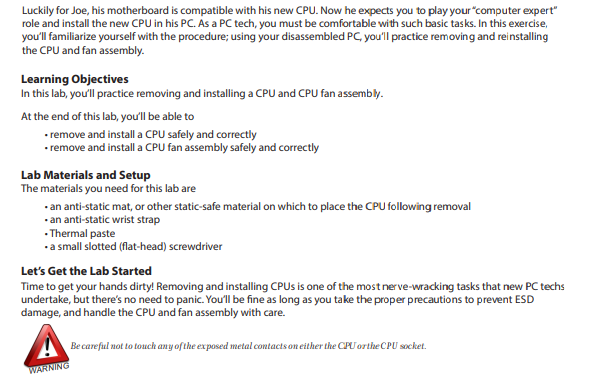 Luckily for Joe, his motherboard is compatible with his new CPU. Now he expects you to play your “computer expert”
role and install the new CPU in his PC. As a PC tech, you must be comfortable with such basic tasks. In this exercise,
you’ll familiarize yourself with the procedure; using your disassembled PC, you’ll practice removing and reinstalling
the CPU and fan assembly.
Learning Objectives
In this lab, you’ll practice removing and installing a CPU and CPU fan assembly.
At the end of this lab, you’ll be able to
• remove and install a CPU safely and correctly
• remove and install a CPU fan assembly safely and correctly
Lab Materials and Setup
The materials you need for this lab are
• an anti-static mat, or other static-safe material on which to place the CPU following removal
• an anti-static wrist strap
• Thermal paste
• a small slotted (flat-head) screwdriver
Let’s Get the Lab Started
Time to get your hands dirty! Removing and installing CPUs is one of the most nerve-wracking tasks that new PC techs
undertake, but there’s no need to panic. You’ll be fine as long as you take the proper precautions to prevent ESD
damage, and handle the CPU and fan assembly with care.
Be careful not to touch any of the exposed metal contacts on either the CPU or the CPU socket.
WARNING